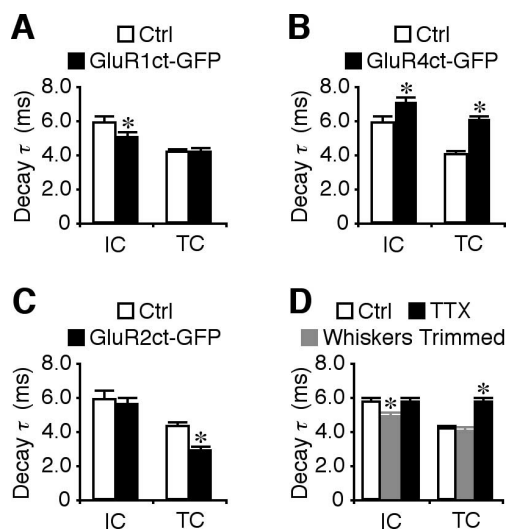 A
Ctrl
GluR1ct-GFP
Decay τ (ms)
8.0
6.0
4.0
2.0
0
*
IC
TC
B
Ctrl
GluR4ct-GFP
Decay τ (ms)
8.0
6.0
4.0
2.0
0
*
*
IC
TC
C
Ctrl
GluR2ct-GFP
Decay τ (ms)
8.0
6.0
4.0
2.0
0
*
IC
TC
D
Ctrl TTX
Whiskers Trimmed
Decay τ (ms)
8.0
6.0
4.0
2.0
0
*
*
IC
TC